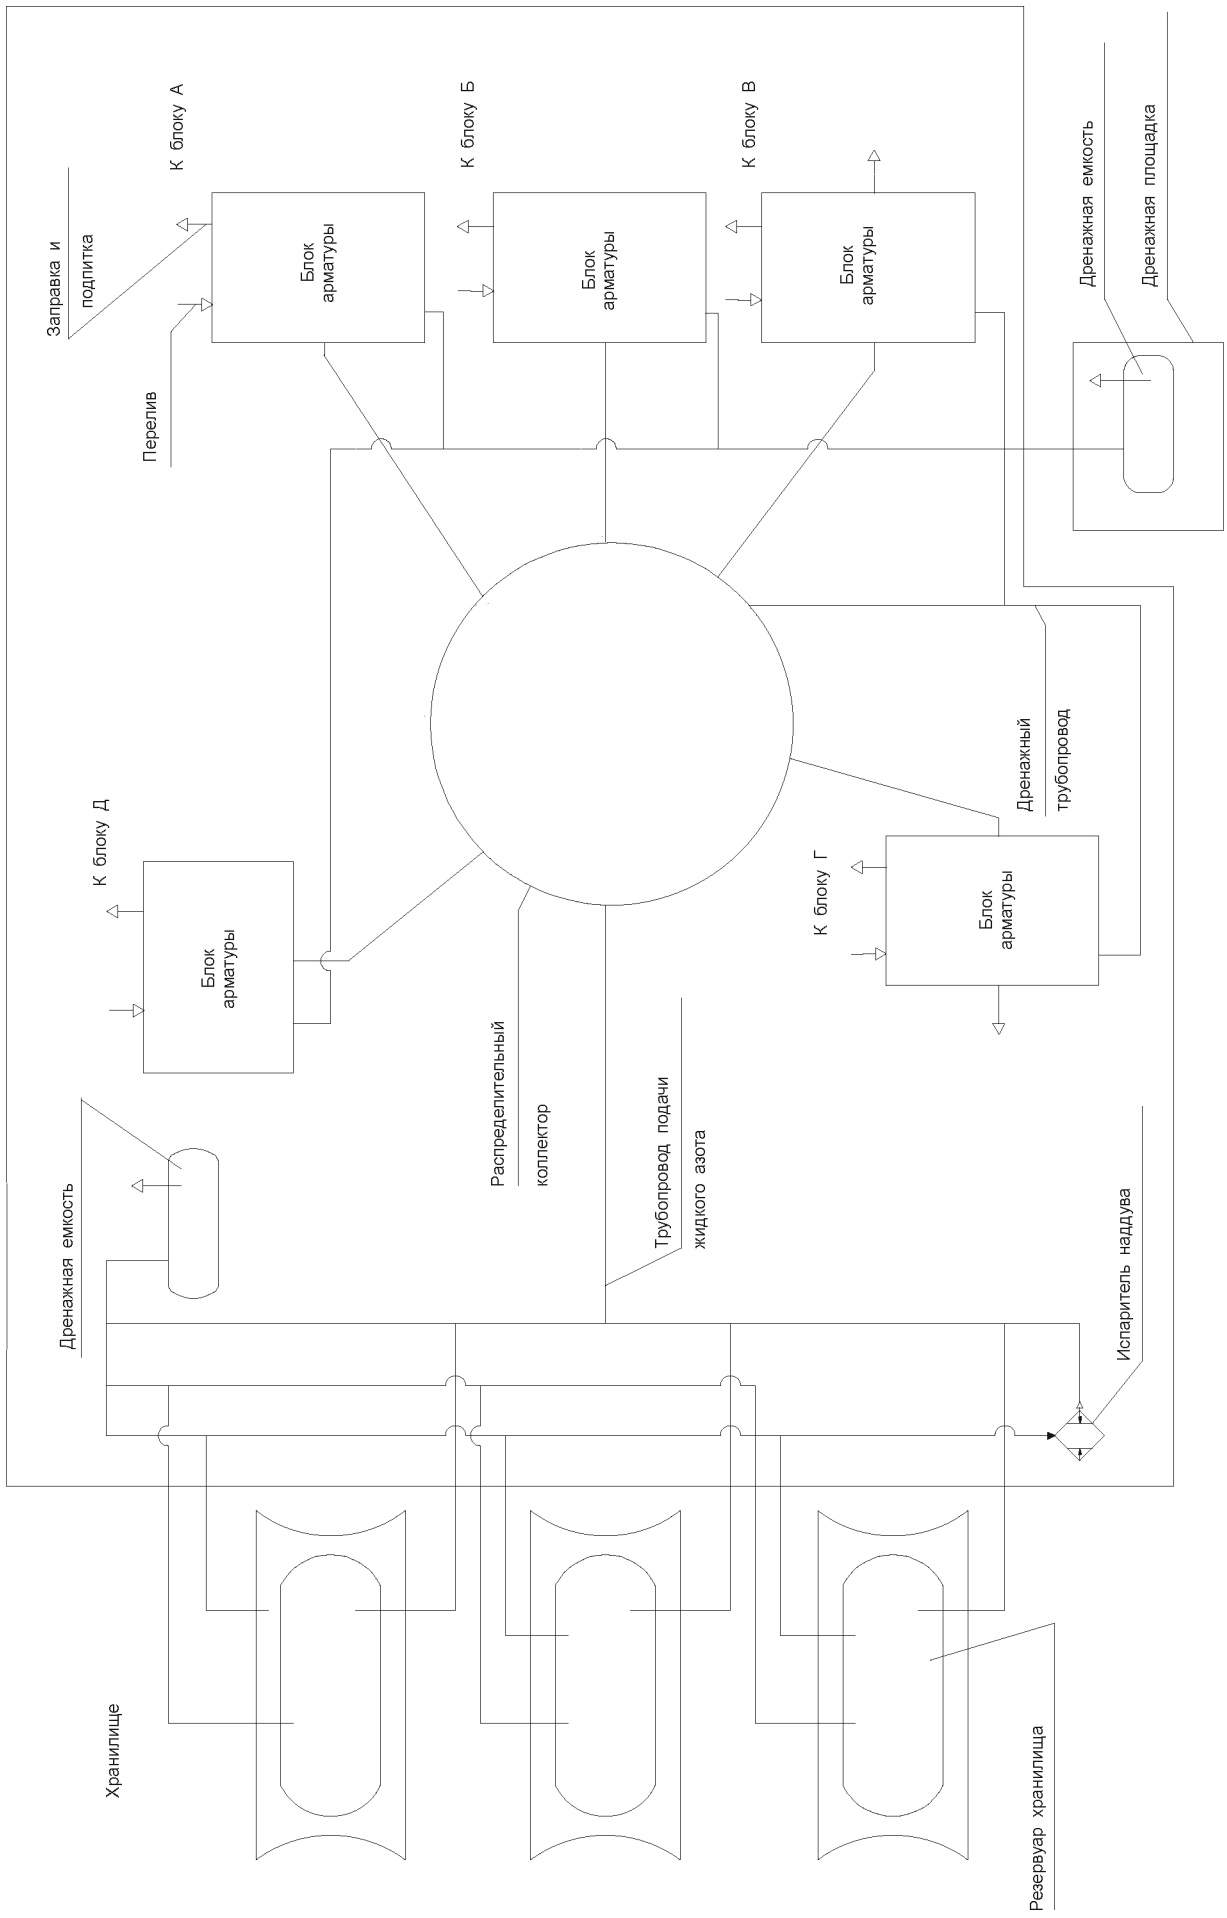 Хранилище
Резервуар хранилища
Дренажная емкость
Испаритель наддува
Трубопровод подачи
жидкого азота
Распределительный
коллектор
К блоку Д
Блок
арматуры
К блоку Г
Блок
арматуры
Дренажный
трубопровод
Заправка и
подпитка
Перелив
К блоку А
Блок
арматуры
К блоку Б
Блок
арматуры
К блоку В
Блок
арматуры
Дренажная емкость
Дренажная площадка